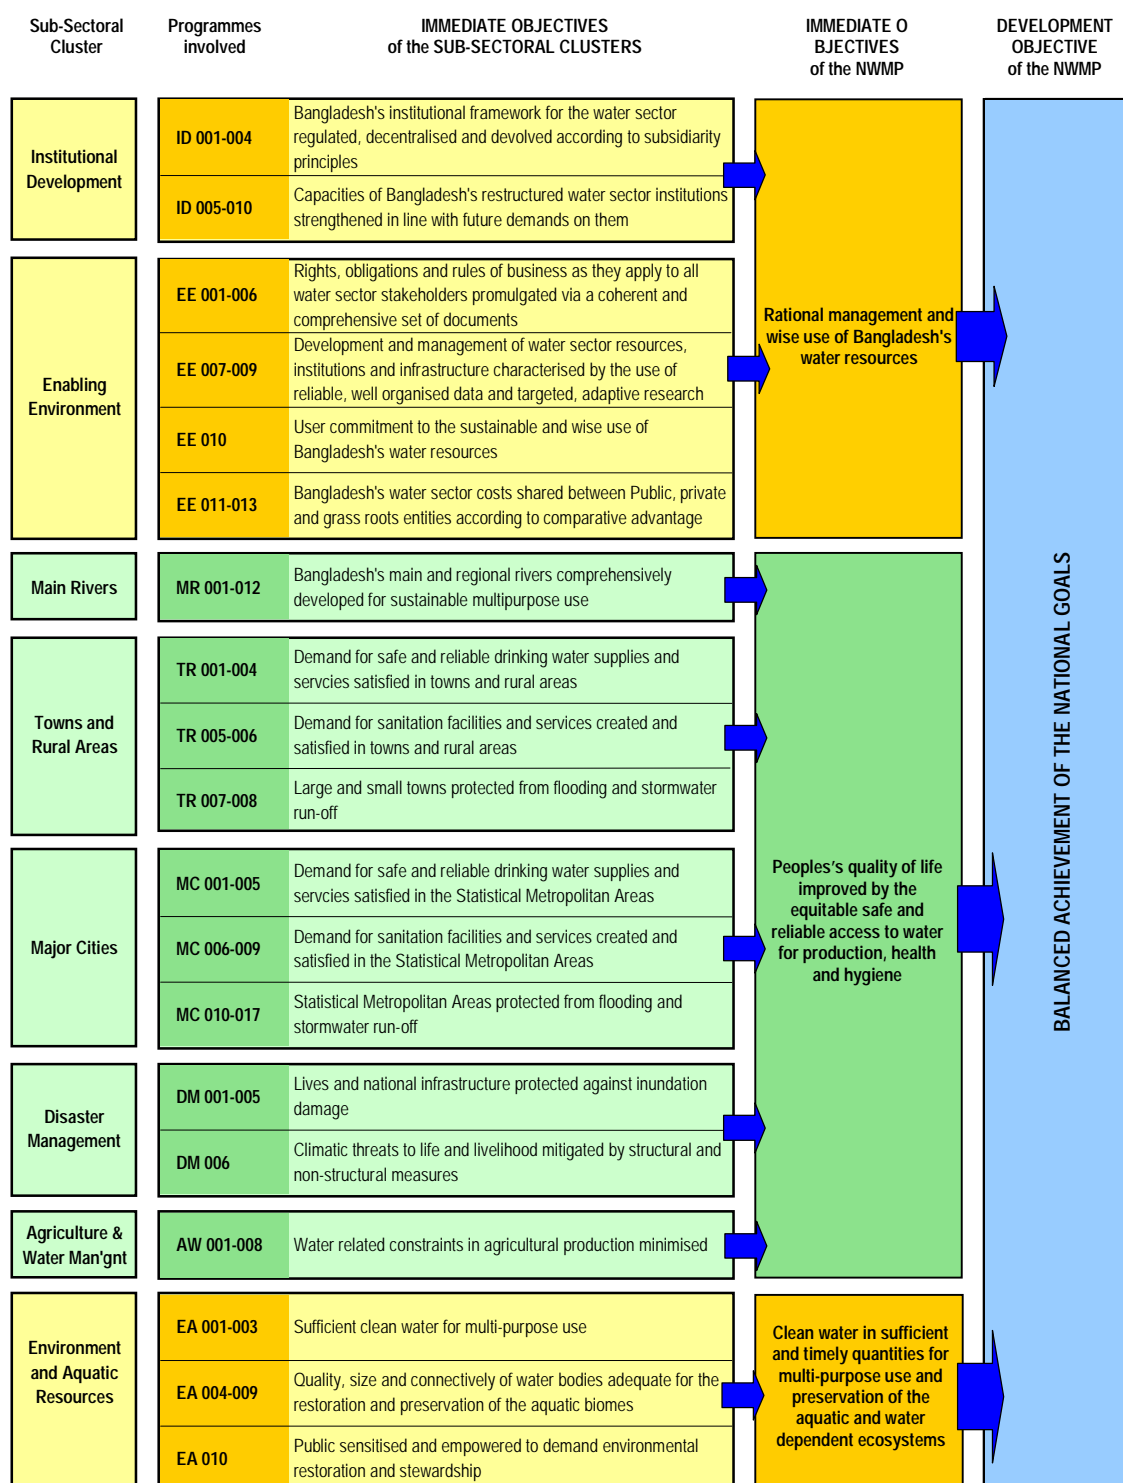 Sub-Sectoral
Cluster
Programmes
involved
IMMEDIATE OBJECTIVES
of the SUB-SECTORAL CLUSTERS
IMMEDIATE O
BJECTIVES
of the NWMP
DEVELOPMENT
OBJECTIVE
of the NWMP
Institutional
Development
ID 001-004
Bangladesh's institutional framework for the water sector
regulated, decentralised and devolved according to subsidiarity
principles
ID 005-010
Capacities of Bangladesh's restructured water sector institutions
strengthened in line with future demands on them
Enabling
Environment
EE 001-006
Rights, obligations and rules of business as they apply to all
water sector stakeholders promulgated via a coherent and
comprehensive set of documents
EE 007-009
Development and management of water sector resources,
institutions and infrastructure characterised by the use of
reliable, well organised data and targeted, adaptive research
EE 010
User commitment to the sustainable and wise use of
Bangladesh's water resources
EE 011-013
Bangladesh's water sector costs shared between Public, private
and grass roots entities according to comparative advantage
Rational management and
wise use of Bangladesh's
water resources
Main Rivers
MR 001-012
Bangladesh's main and regional rivers comprehensively
developed for sustainable multipurpose use
Towns and
Rural Areas
TR 001-004
Demand for safe and reliable drinking water supplies and
servcies satisfied in towns and rural areas
TR 005-006
Demand for sanitation facilities and services created and
satisfied in towns and rural areas
TR 007-008
Large and small towns protected from flooding and stormwater
run-off
Major Cities
MC 001-005
Demand for safe and reliable drinking water supplies and
servcies satisfied in the Statistical Metropolitan Areas
MC 006-009
Demand for sanitation facilities and services created and
satisfied in the Statistical Metropolitan Areas
MC 010-017
Statistical Metropolitan Areas protected from flooding and
stormwater run-off
Disaster
Management
DM 001-005
Lives and national infrastructure protected against inundation
damage
DM 006
Climatic threats to life and livelihood mitigated by structural and
non-structural measures
Agriculture &
Water Man'gnt
AW 001-008
Water related constraints in agricultural production minimised
Peoples's quality of life
improved by the
equitable safe and
reliable access to water
for production, health
and hygiene
Environment
and Aquatic
Resources
EA 001-003
Sufficient clean water for multi-purpose use
EA 004-009
Quality, size and connectively of water bodies adequate for the
restoration and preservation of the aquatic biomes
EA 010
Public sensitised and empowered to demand environmental
restoration and stewardship
Clean water in sufficient
and timely quantities for
multi-purpose use and
preservation of the
aquatic and water
dependent ecosystems
BALANCED ACHIEVEMENT OF THE NATIONAL GOALS